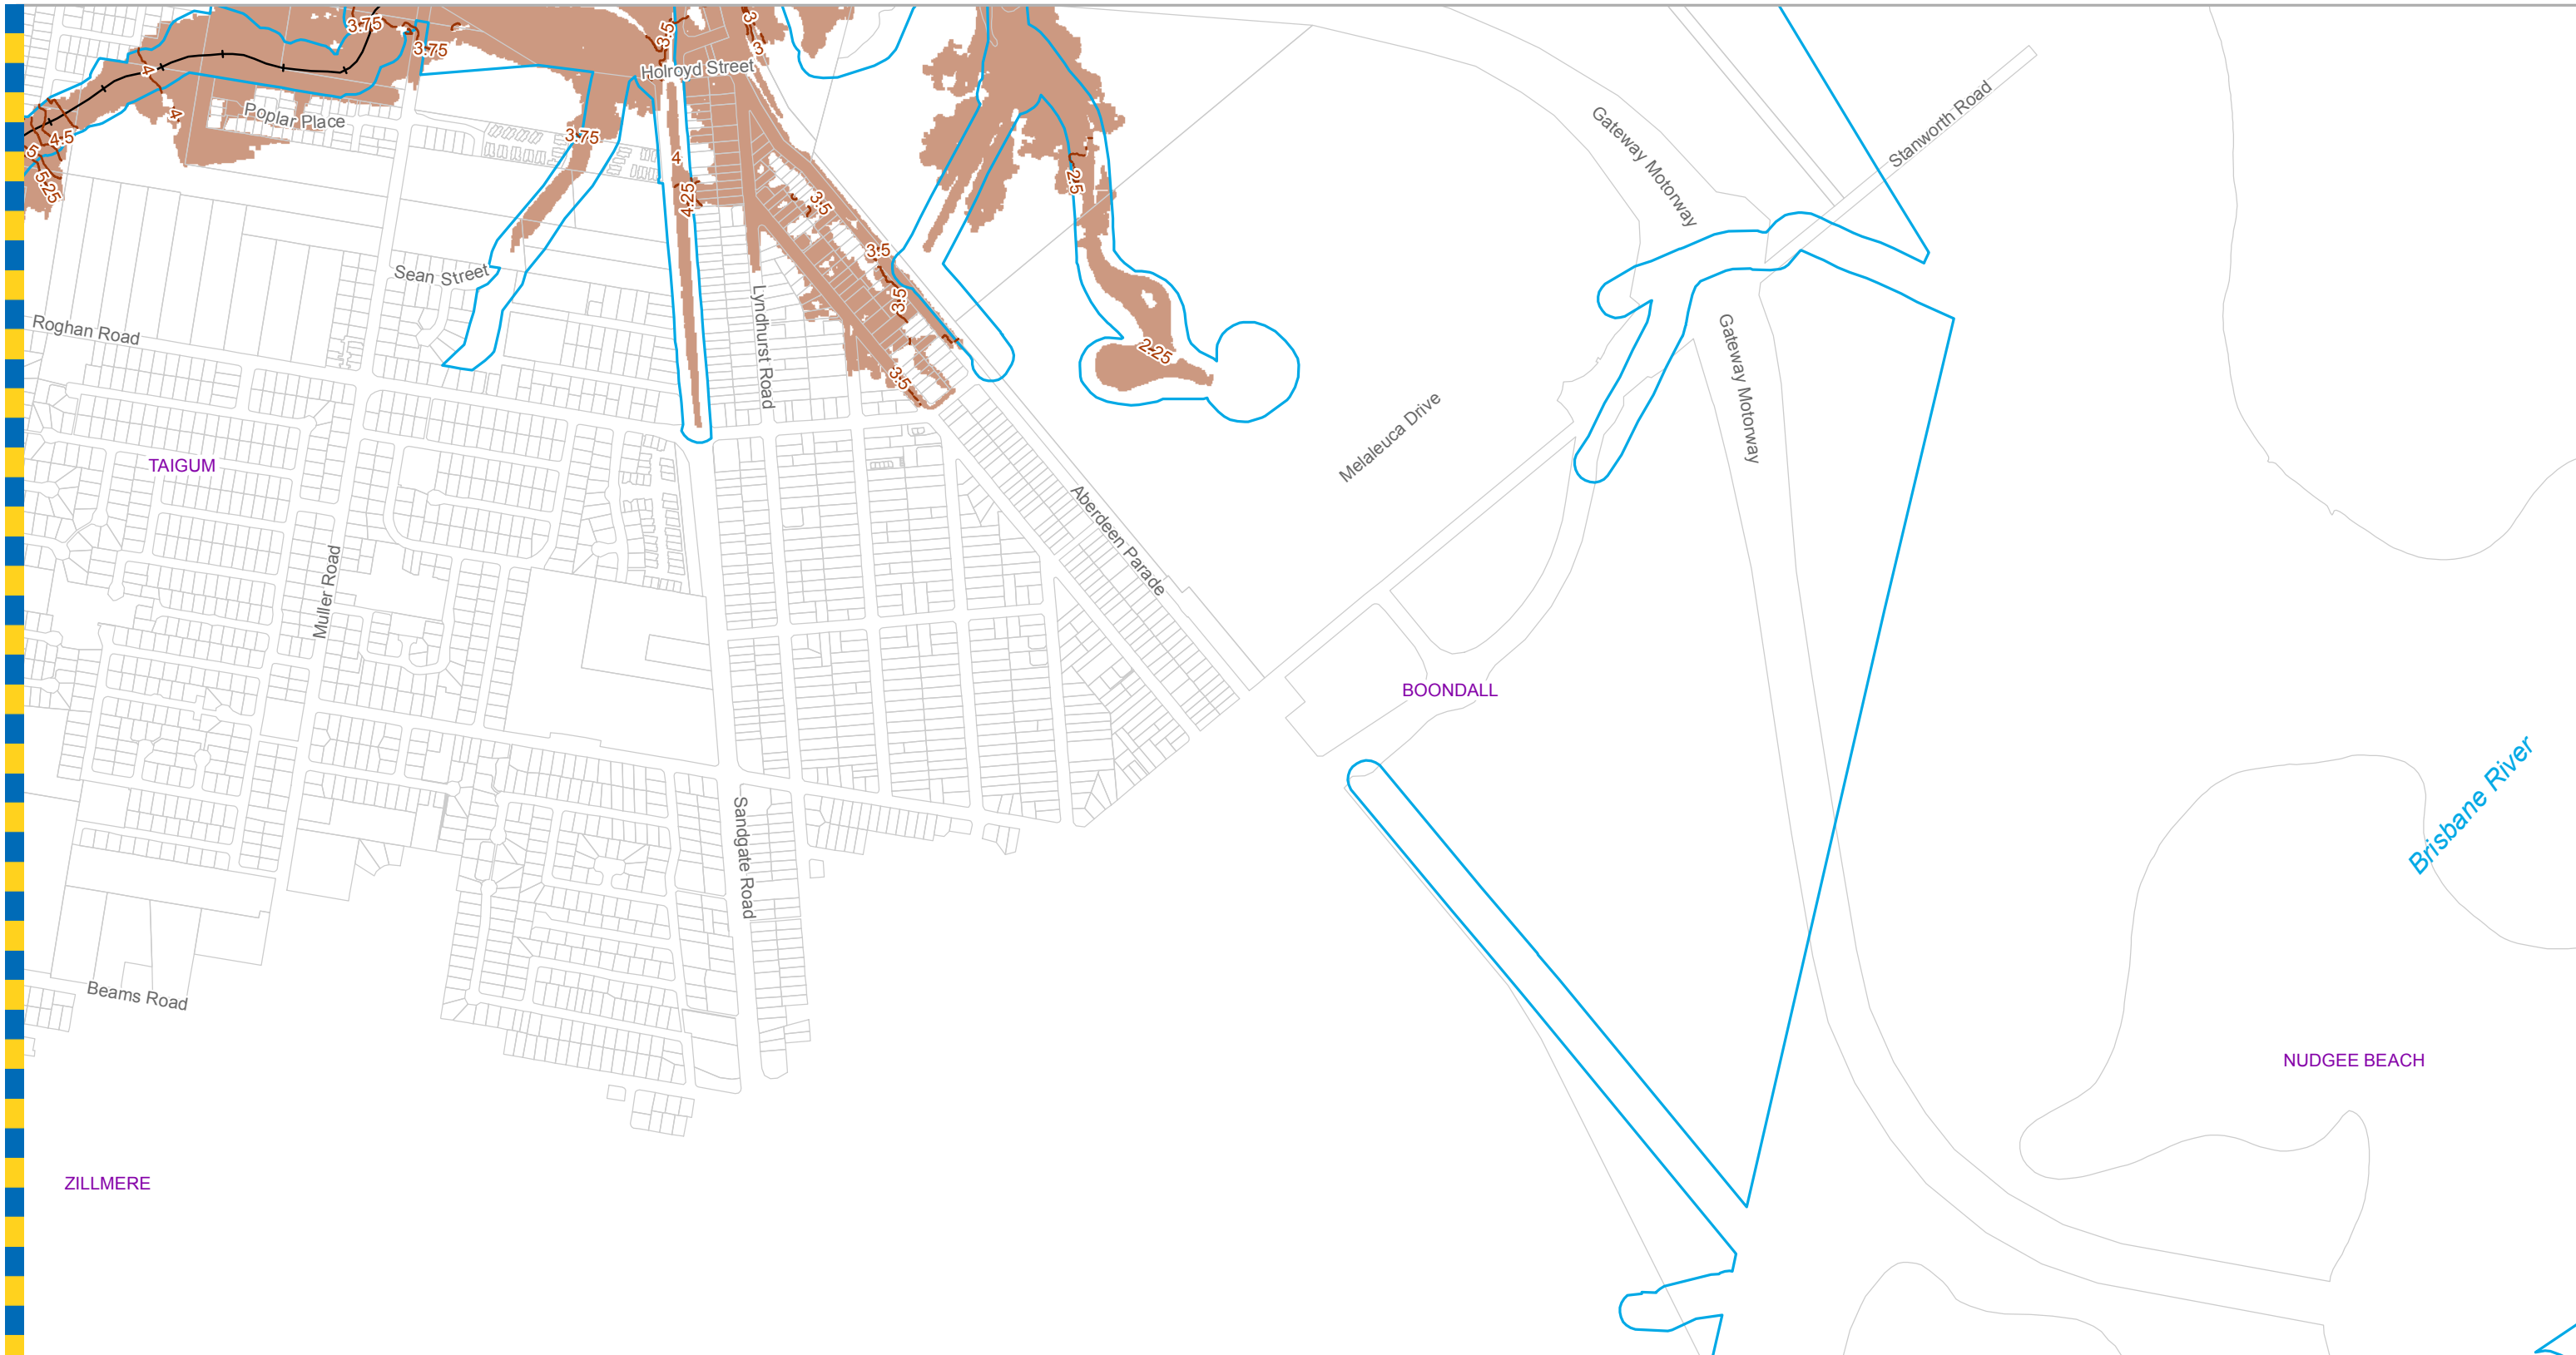 3.75
3.75
3.5
3
3
Holroyd Street
4
4
4
4.5
5
5.25
Poplar Place
3.75
4
4.25
3.5
2.5
Gateway Motorway
Stanworth Road
3.5
3.5
Sean Street
Lyndhurst Road
Roghan Road
2.25
3.5
Gateway Motorway
Melaleuca Drive
TAIGUM
Aberdeen Parade
Muller Road
BOONDALL
Sandgate Road
Brisbane River
Beams Road
NUDGEE BEACH
ZILLMERE